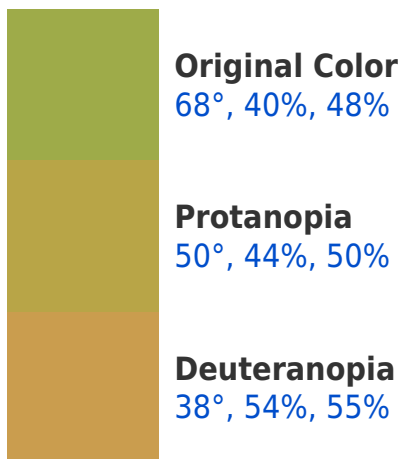 Original Color
68°, 40%, 48%
Protanopia
50°, 44%, 50%
Deuteranopia
38°, 54%, 55%